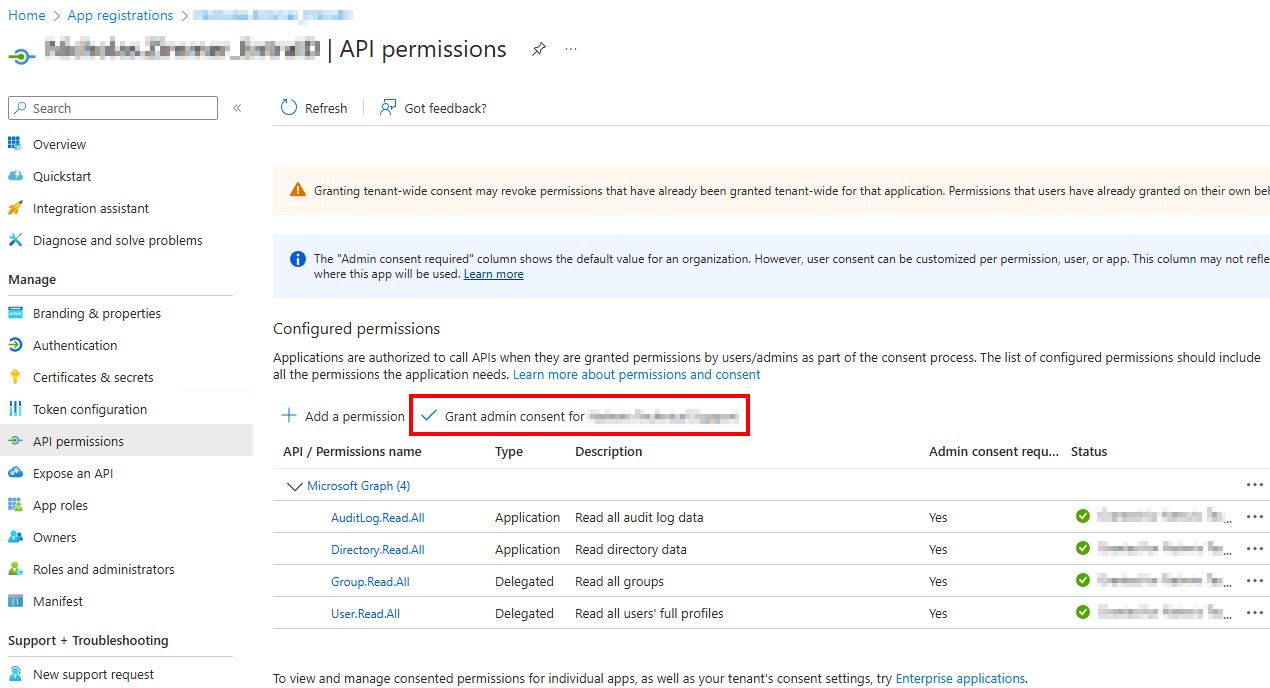 Home > App registrations >
| API permissions ...
Search «
Refresh Got feedback?
Overview
Quickstart
Integration assistant
Diagnose and solve problems
Manage
Branding & properties
Authentication
Certificates & secrets
Token configuration
API permissions
Expose an API
App roles
Owners
Roles and administrators
Manifest
Support + Troubleshooting
New support request
Granting tenant-wide consent may revoke permissions that have already been granted tenant-wide for that application. Permissions that users have already granted on their own
The "Admin consent required" column shows the default value for an organization. However, user consent can be customized per permission, user, or app. This column may not
where this app will be used. Learn more
Configured permissions
Applications are authorized to call APIs when they are granted permissions by users/admins as part of the consent process. The list of configured permissions should include
all the permissions the application needs. Learn more about permissions and consent
Add a permission Grant admin consent for
API / Permissions name Type Description Admin consent requ... Status
Microsoft Graph (4) ...
AuditLog.Read.All Application Read all audit log data Yes ...
Directory.Read.All Application Read directory data Yes ...
Group.Read.All Delegated Read all groups Yes ...
User.Read.All Delegated Read all users' full profiles Yes ...
To view and manage consented permissions for individual apps, as well as your tenant's consent settings, try Enterprise applications.